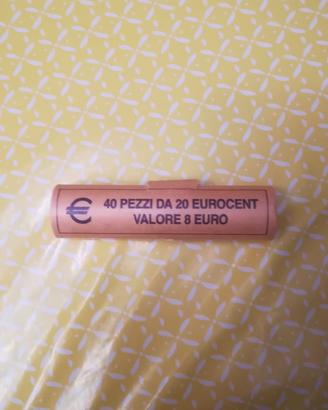 € 40 PEZZI DA 20 EUROCENT
VALORE 8 EURO